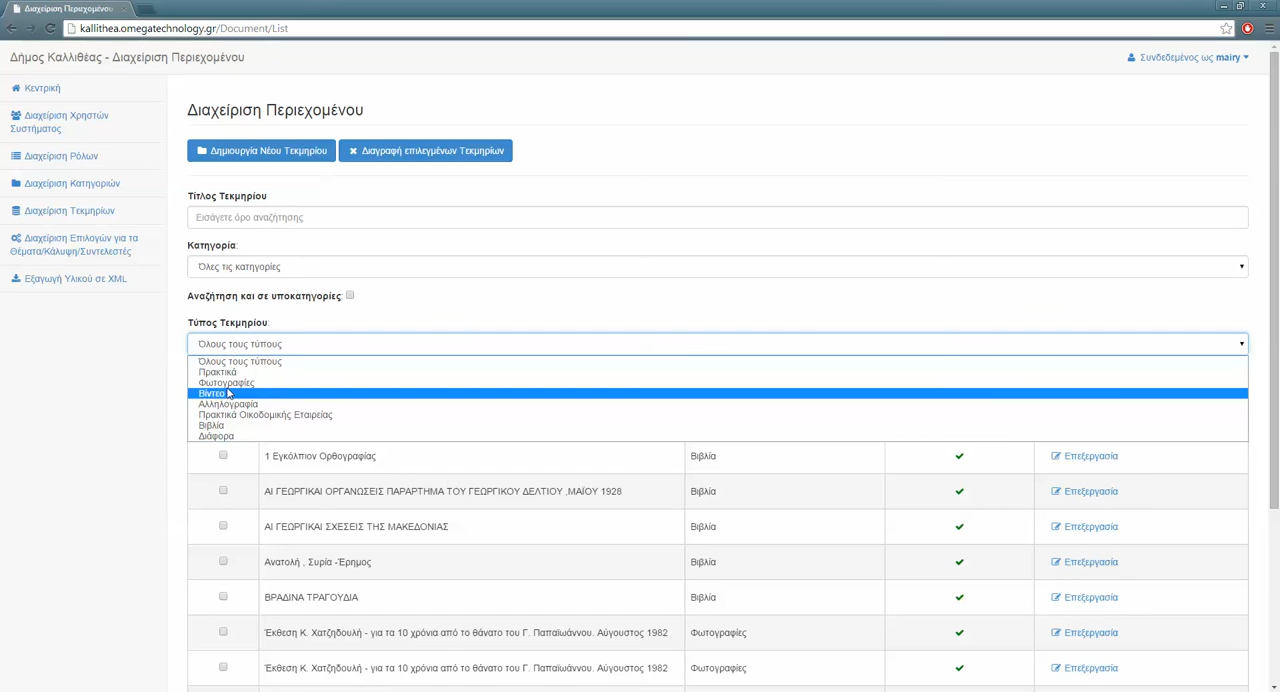 Διαχείριση Περιεχομένου
kallithea.omegatechnology.gr/Document/List
Δήμος Καλλιθέας - Διαχείριση Περιεχομένου
Συνδεδεμένος ως mairy
Κεντρική
Διαχείριση Χρηστών
Συστήματος
Διαχείριση Ρόλων
Διαχείριση Κατηγοριών
Διαχείριση Τεκμηρίων
Διαχείριση Επιλογών για τα
Θέματα/Κάλυψη/Συντελεστές
Εξαγωγή Υλικού σε XML
Διαχείριση Περιεχομένου
Δημιουργία Νέου Τεκμηρίου
Διαγραφή επιλεγμένων Τεκμηρίων
Τίτλος Τεκμηρίου
Εισάγετε όρο αναζήτησης
Κατηγορία:
Όλες τις κατηγορίες
Αναζήτηση και σε υποκατηγορίες:
Τύπος Τεκμηρίου:
Όλους τους τύπους
Όλους τους τύπους
Πρακτικά
Φωτογραφίες
Βίντεο
Αλληλογραφία
Πρακτικά Οικοδομικής Εταιρείας
Βιβλία
Διάφορα
1 Εγκόλπιον Ορθογραφίας Βιβλία Επεξεργασία
ΑΙ ΓΕΩΡΓΙΚΑΙ ΟΡΓΑΝΩΣΕΙΣ ΠΑΡΑΡΤΗΜΑ ΤΟΥ ΓΕΩΡΓΙΚΟΥ ΔΕΛΤΙΟΥ ,ΜΑΪΟΥ 1928 Βιβλία Επεξεργασία
ΑΙ ΓΕΩΡΓΙΚΑΙ ΣΧΕΣΕΙΣ ΤΗΣ ΜΑΚΕΔΟΝΙΑΣ Βιβλία Επεξεργασία
Ανατολή , Συρία -Έρημος Βιβλία Επεξεργασία
ΒΡΑΔΙΝΑ ΤΡΑΓΟΥΔΙΑ Βιβλία Επεξεργασία
Έκθεση Κ. Χατζηδουλή - για τα 10 χρόνια από το θάνατο του Γ. Παπαϊωάννου. Αύγουστος 1982 Φωτογραφίες Επεξεργασία
Έκθεση Κ. Χατζηδουλή - για τα 10 χρόνια από το θάνατο του Γ. Παπαϊωάννου. Αύγουστος 1982 Φωτογραφίες Επεξεργασία